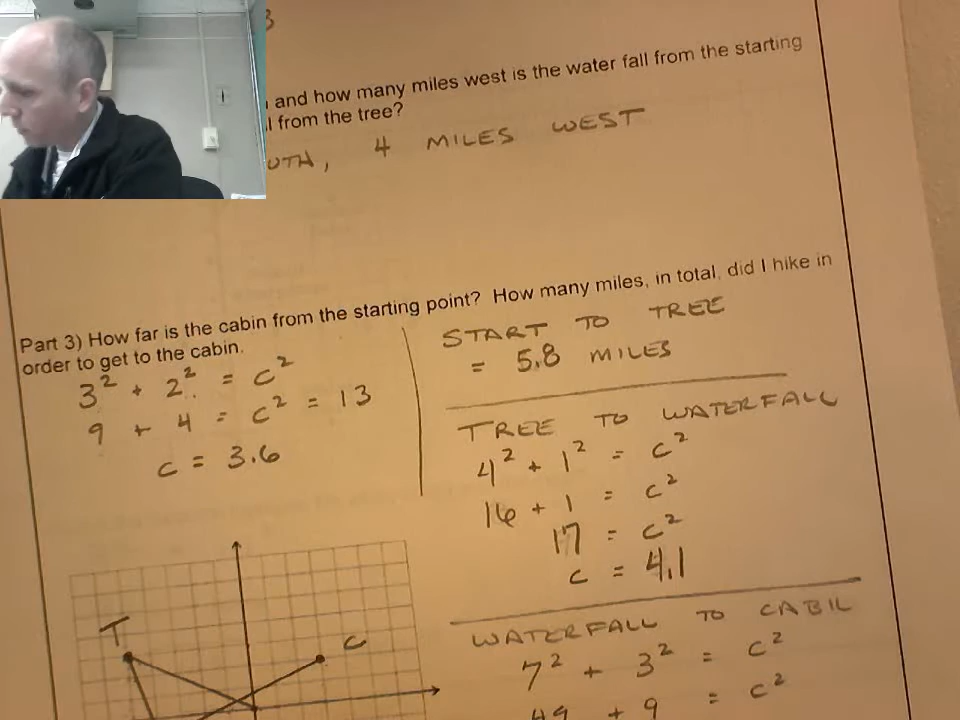 3
and how many miles west is the water fall from the starting
l from the tree?
UTH, 4 MILES WEST
Part 3) How far is the cabin from the starting point? How many miles, in total, did I hike in
order to get to the cabin.
3² + 2² = c²
9 + 4 = c² = 13
c = 3.6
START TO TREE
= 5.8 MILES
TREE TO WATERFALL
4² + 1² = c²
16 + 1 = c²
17 = c²
c = 4.1
WATERFALL TO CABIL
7² + 3² = c²
49 + 9 = c²
T
C